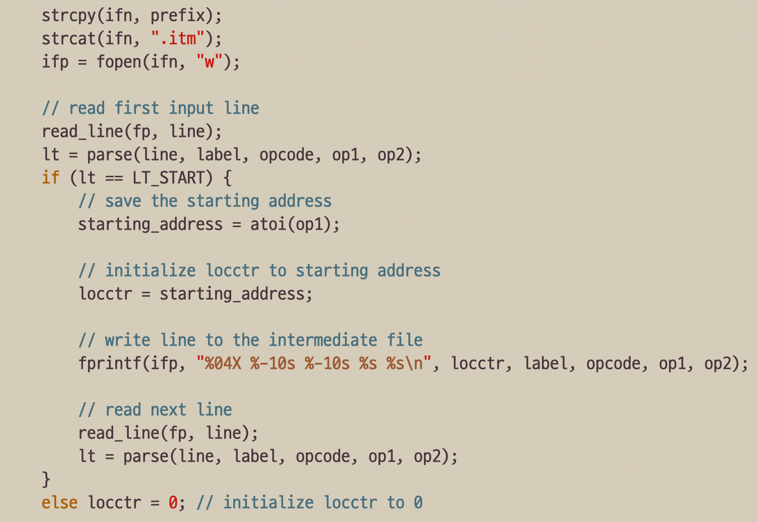 strcpy(ifn, prefix);
strcat(ifn, ".itm");
ifp = fopen(ifn, "w");

// read first input line
read_line(fp, line);
lt = parse(line, label, opcode, op1, op2);
if (lt == LT_START) {
    // save the starting address
    starting_address = atoi(op1);

    // initialize locctr to starting address
    locctr = starting_address;

    // write line to the intermediate file
    fprintf(ifp, "%04X %-10s %-10s %s %s\n", locctr, label, opcode, op1, op2);

    // read next line
    read_line(fp, line);
    lt = parse(line, label, opcode, op1, op2);
}
else locctr = 0; // initialize locctr to 0